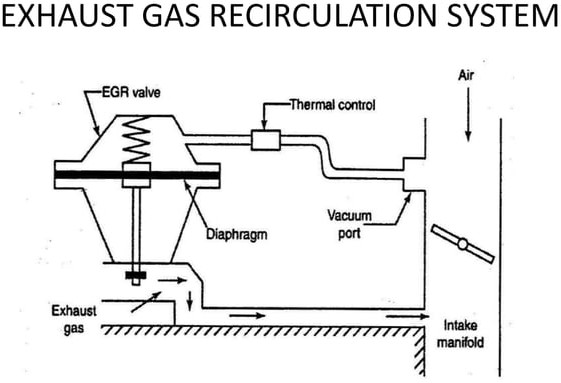 EXHAUST GAS RECIRCULATION SYSTEM
Air
EGR valve
Thermal control
Vacuum
port
Diaphragm
Exhaust
gas
Intake
manifold